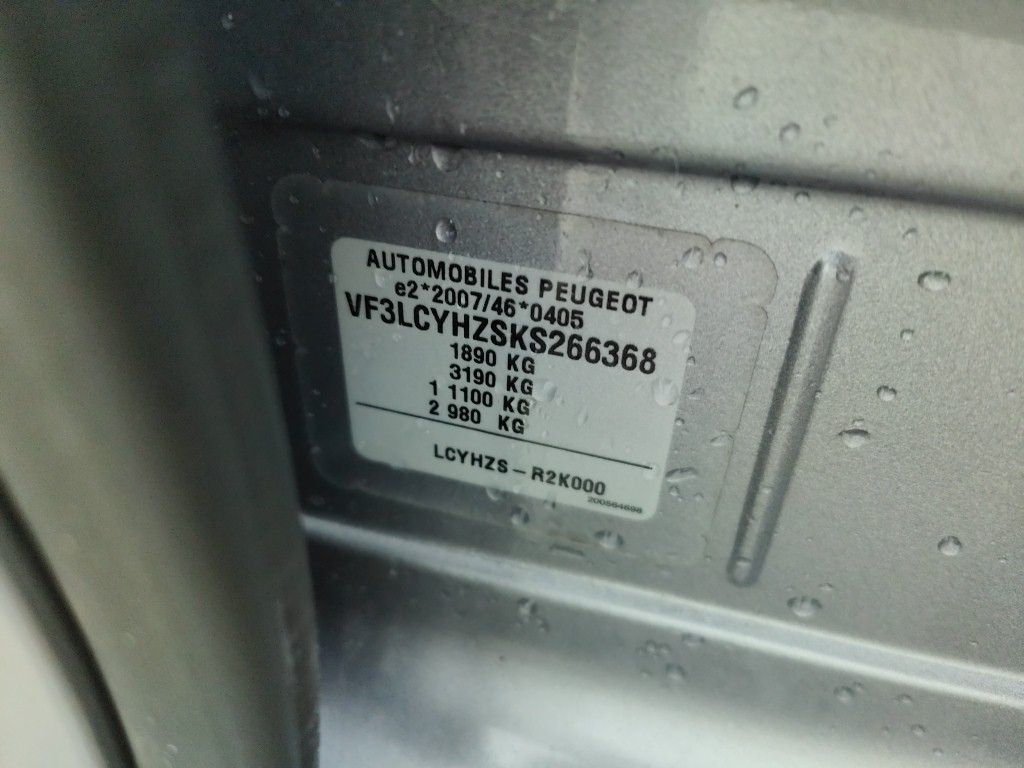 AUTOMOBILES PEUGEOT
e2*2007/46*0405
VF3LCYHZSKS266368
1890 KG
3190 KG
1 1100 KG
2 980 KG
LCYHZS - R2K000
200564698